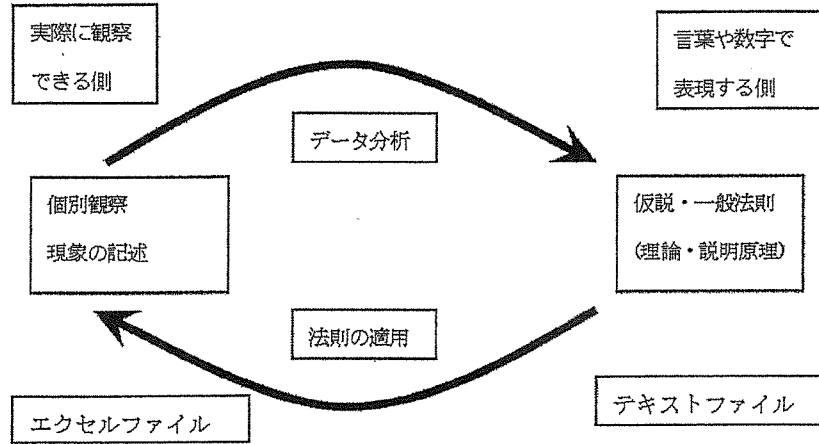 実際に観察
できる側
言葉や数字で
表現する側
データ分析
個別観察
現象の記述
仮説・一般法則
(理論・説明原理)
法則の適用
エクセルファイル
テキストファイル